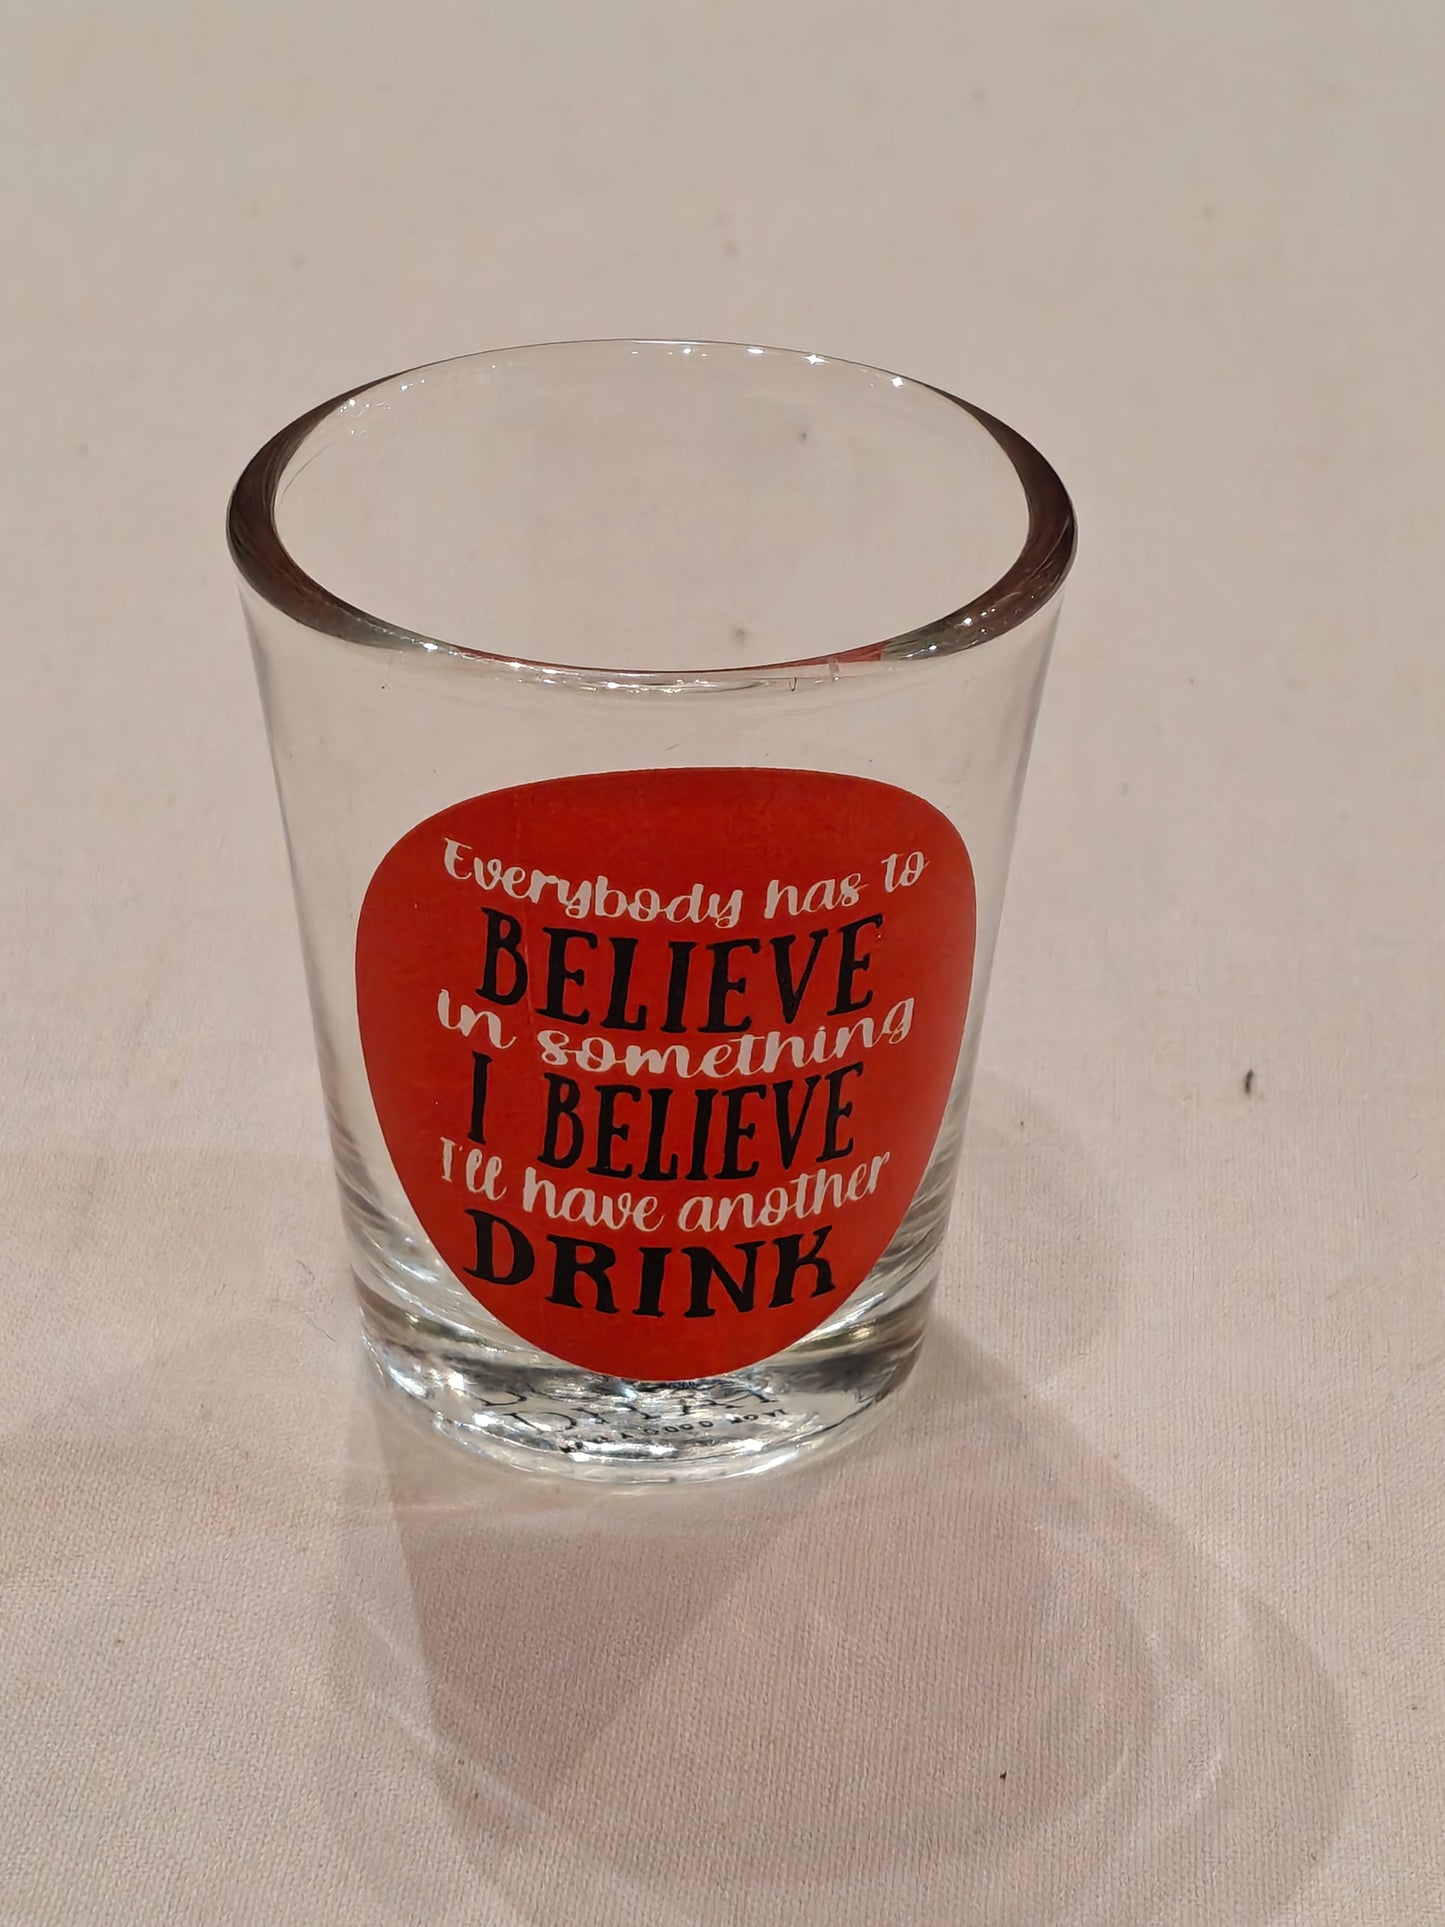 Everybody has to
BELIEVE
in something
I BELIEVE
I'll have another
DRINK